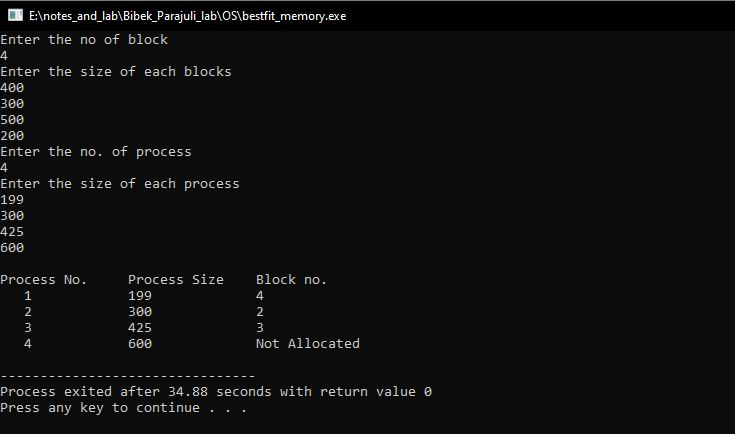 E:\notes_and_lab\Bibek_Parajuli_lab\OS\bestfit_memory.exe
Enter the no of block
4
Enter the size of each blocks
400
300
500
200
Enter the no. of process
4
Enter the size of each process
199
300
425
600
Process No. Process Size Block no.
1 199 4
2 300 2
3 425 3
4 600 Not Allocated
--------------------------------
Process exited after 34.88 seconds with return value 0
Press any key to continue . . .